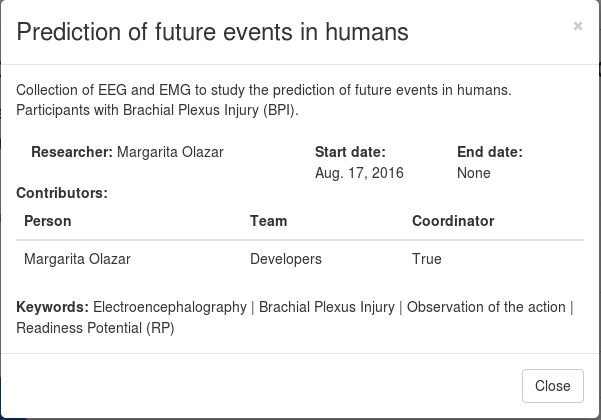 Prediction of future events in humans
×
Collection of EEG and EMG to study the prediction of future events in humans.
Participants with Brachial Plexus Injury (BPI).
Researcher: Margarita Olazar Start date: End date:
Aug. 17, 2016 None
Contributors:
Person Team Coordinator
Margarita Olazar Developers True
Keywords: Electroencephalography | Brachial Plexus Injury | Observation of the action |
Readiness Potential (RP)
Close